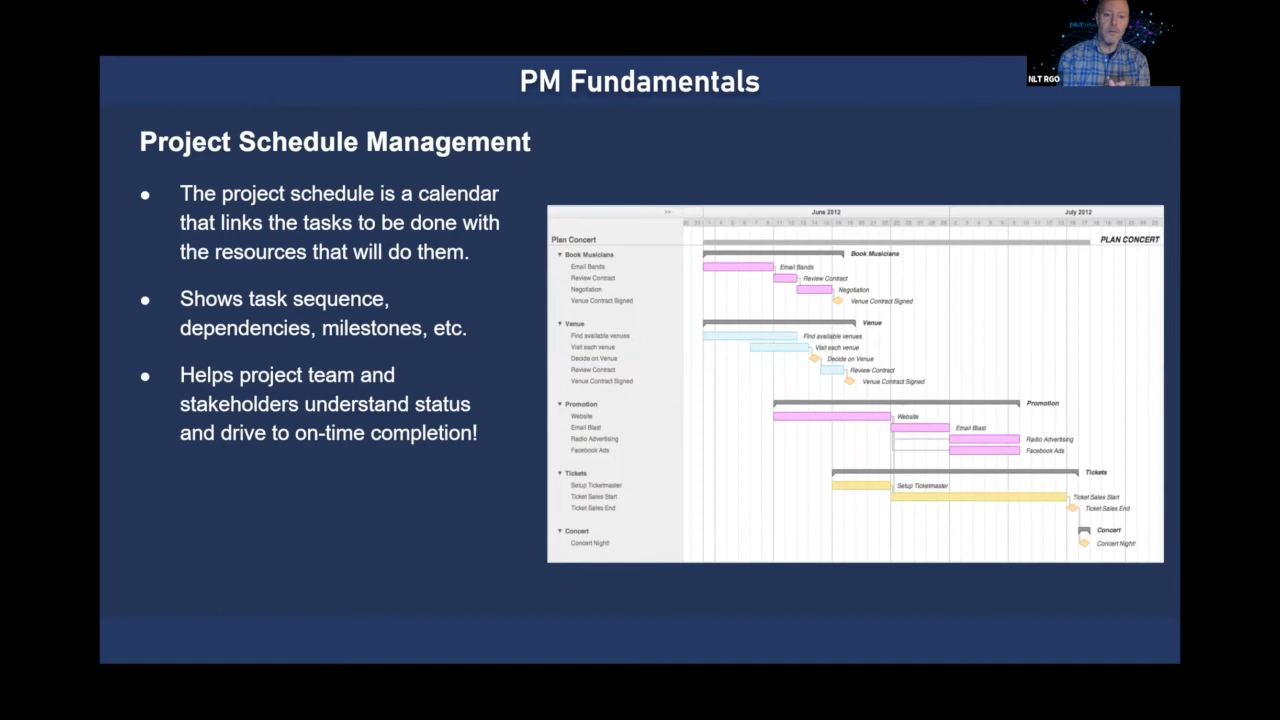 PM Fundamentals
NLT RGO
Project Schedule Management
● The project schedule is a calendar
that links the tasks to be done with
the resources that will do them.
● Shows task sequence,
dependencies, milestones, etc.
● Helps project team and
stakeholders understand status
and drive to on-time completion!
June 2012 July 2012
Plan Concert PLAN CONCERT
Book Musicians Book Musicians
Email Bands Email Bands
Review Contract Review Contract
Negotiation Negotiation
Venue Contract Signed Venue Contract Signed
Venue Venue
Find available venues Find available venues
Visit each venue Visit each venue
Decide on Venue Decide on Venue
Review Contract Review Contract
Venue Contract Signed Venue Contract Signed
Promotion Promotion
Website Website
Email Blast Email Blast
Radio Advertising Radio Advertising
Facebook Ads Facebook Ads
Tickets Tickets
Setup Ticketmaster Setup Ticketmaster
Ticket Sales Start Ticket Sales Start
Ticket Sales End Ticket Sales End
Concert Concert
Concert Night! Concert Night!